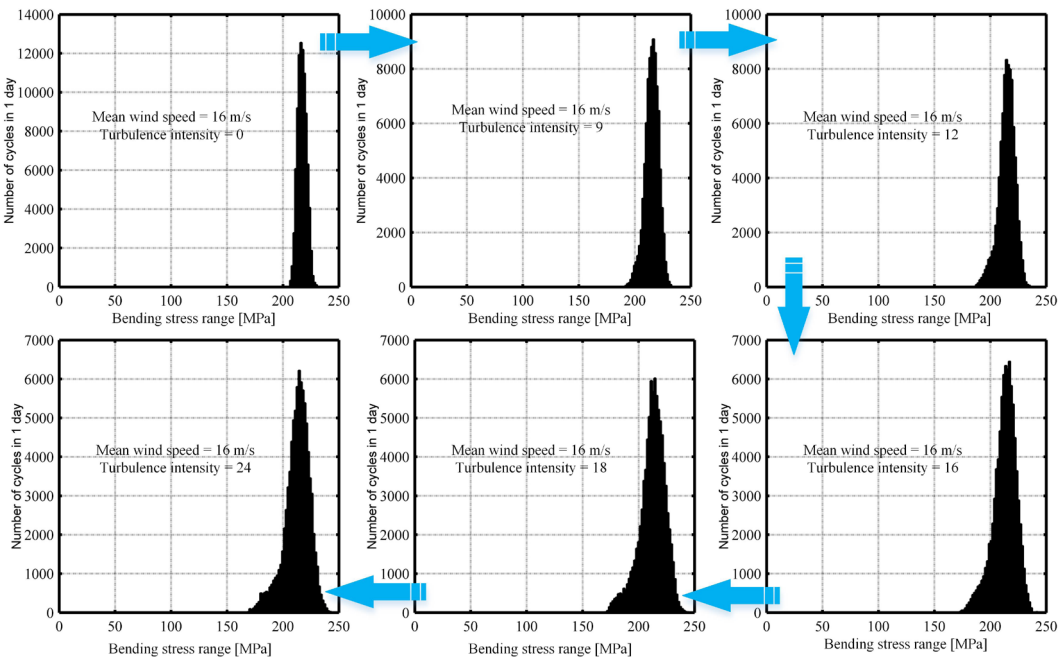 14000
12000
10000
8000
6000
4000
2000
0
Number of cycles in 1 day
Mean wind speed = 16 m/s
Turbulence intensity = 0
0 50 100 150 200 250
Bending stress range [MPa]
10000
8000
6000
4000
2000
0
Number of cycles in 1 day
Mean wind speed = 16 m/s
Turbulence intensity = 9
0 50 100 150 200 250
Bending stress range [MPa]
10000
8000
6000
4000
2000
0
Number of cycles in 1 day
Mean wind speed = 16 m/s
Turbulence intensity = 12
0 50 100 150 200 250
Bending stress range [MPa]
7000
6000
5000
4000
3000
2000
1000
0
Number of cycles in 1 day
Mean wind speed = 16 m/s
Turbulence intensity = 24
0 50 100 150 200 250
Bending stress range [MPa]
7000
6000
5000
4000
3000
2000
1000
0
Number of cycles in 1 day
Mean wind speed = 16 m/s
Turbulence intensity = 18
0 50 100 150 200 250
Bending stress range [MPa]
7000
6000
5000
4000
3000
2000
1000
0
Number of cycles in 1 day
Mean wind speed = 16 m/s
Turbulence intensity = 16
0 50 100 150 200 250
Bending stress range [MPa]